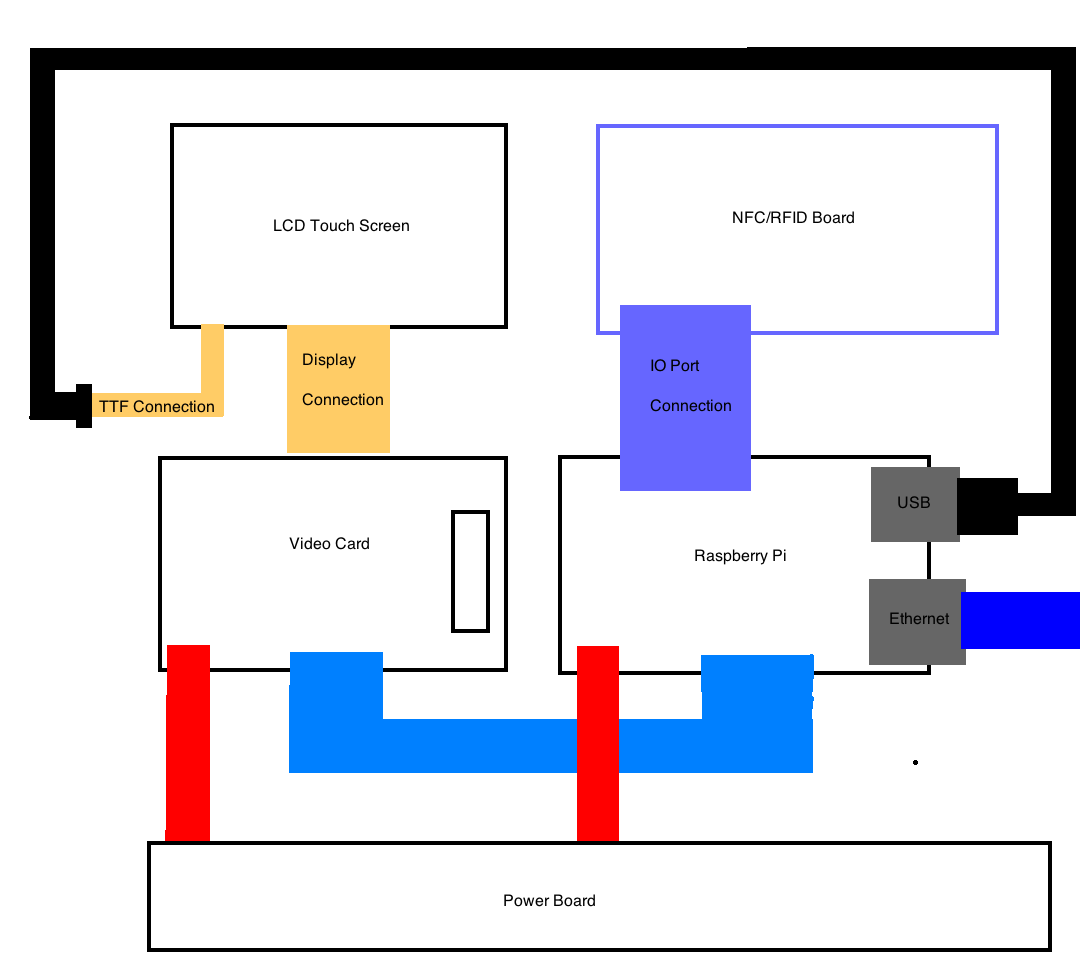 LCD Touch Screen
NFC/RFID Board
Display
Connection
IO Port
Connection
TTF Connection
USB
Video Card
Raspberry Pi
Ethernet
Power Board